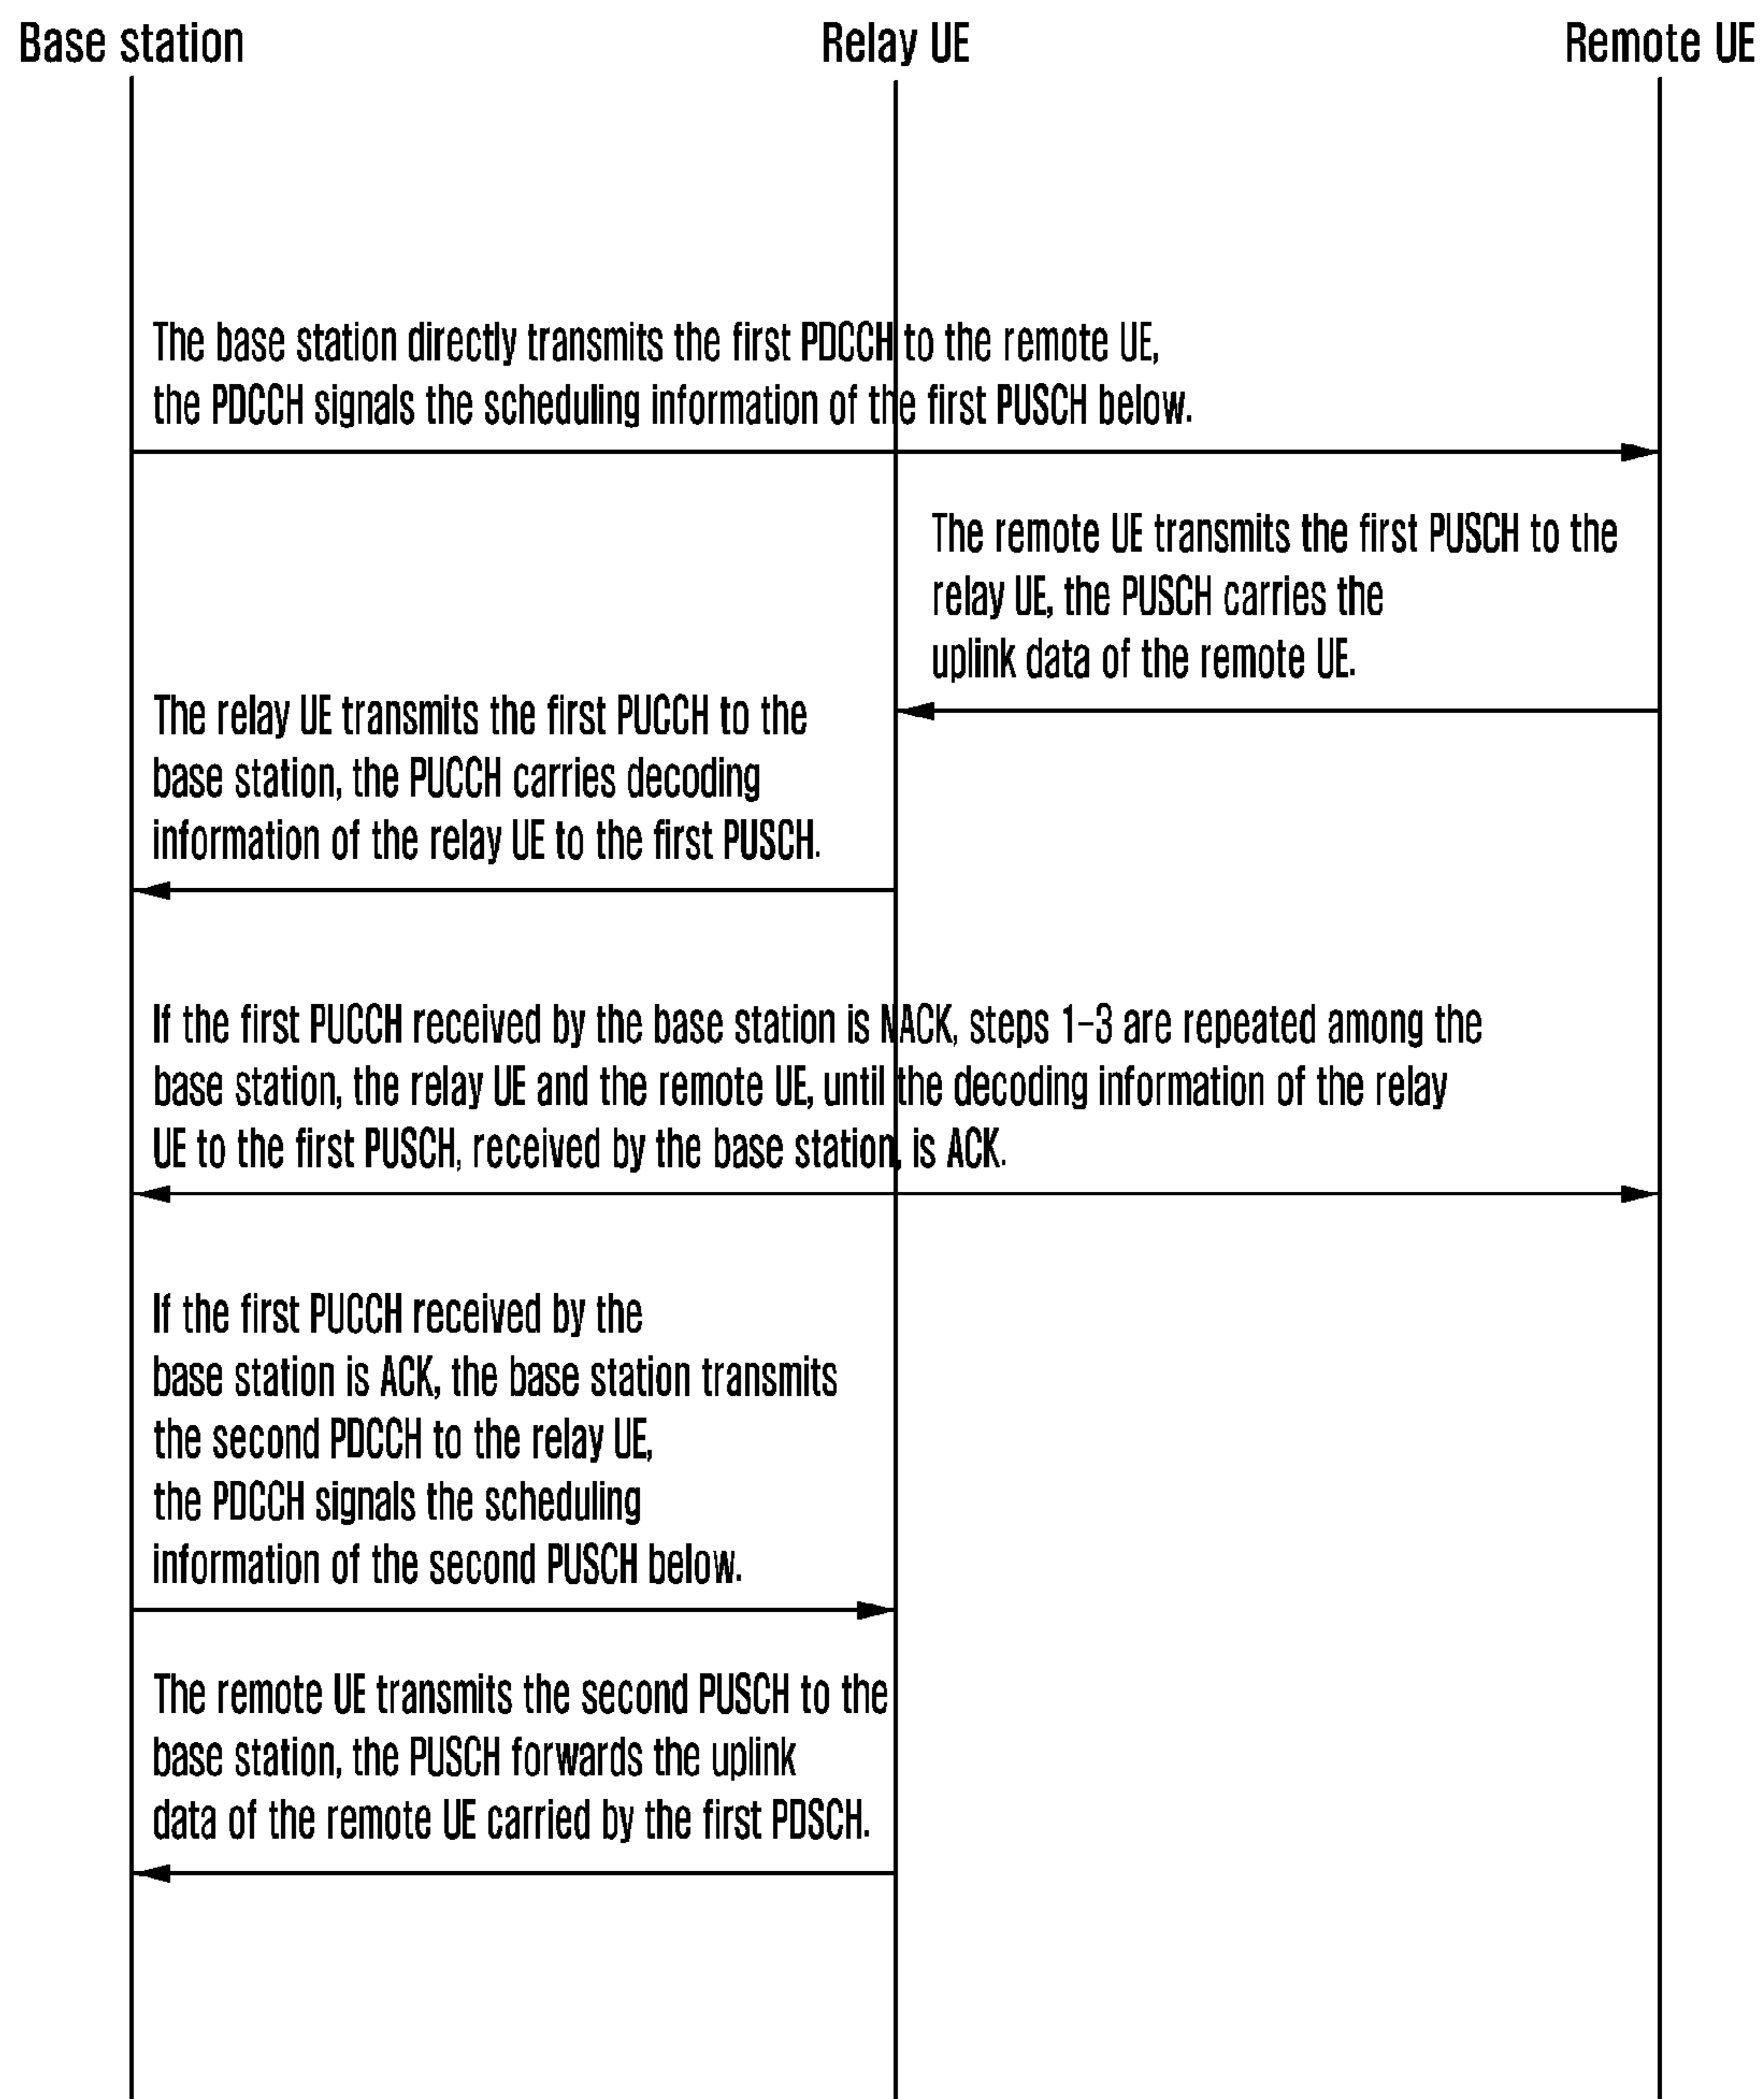 Base station
Relay UE
Remote UE
The base station directly transmits the first PDCCH to the remote UE,
the PDCCH signals the scheduling information of the first PUSCH below.
The remote UE transmits the first PUSCH to the
relay UE, the PUSCH carries the
uplink data of the remote UE.
The relay UE transmits the first PUCCH to the
base station, the PUCCH carries decoding
information of the relay UE to the first PUSCH.
If the first PUCCH received by the base station is NACK, steps 1-3 are repeated among the
base station, the relay UE and the remote UE, until the decoding information of the relay
UE to the first PUSCH, received by the base station, is ACK.
If the first PUCCH received by the
base station is ACK, the base station transmits
the second PDCCH to the relay UE,
the PDCCH signals the scheduling
information of the second PUSCH below.
The remote UE transmits the second PUSCH to the
base station, the PUSCH forwards the uplink
data of the remote UE carried by the first PDSCH.